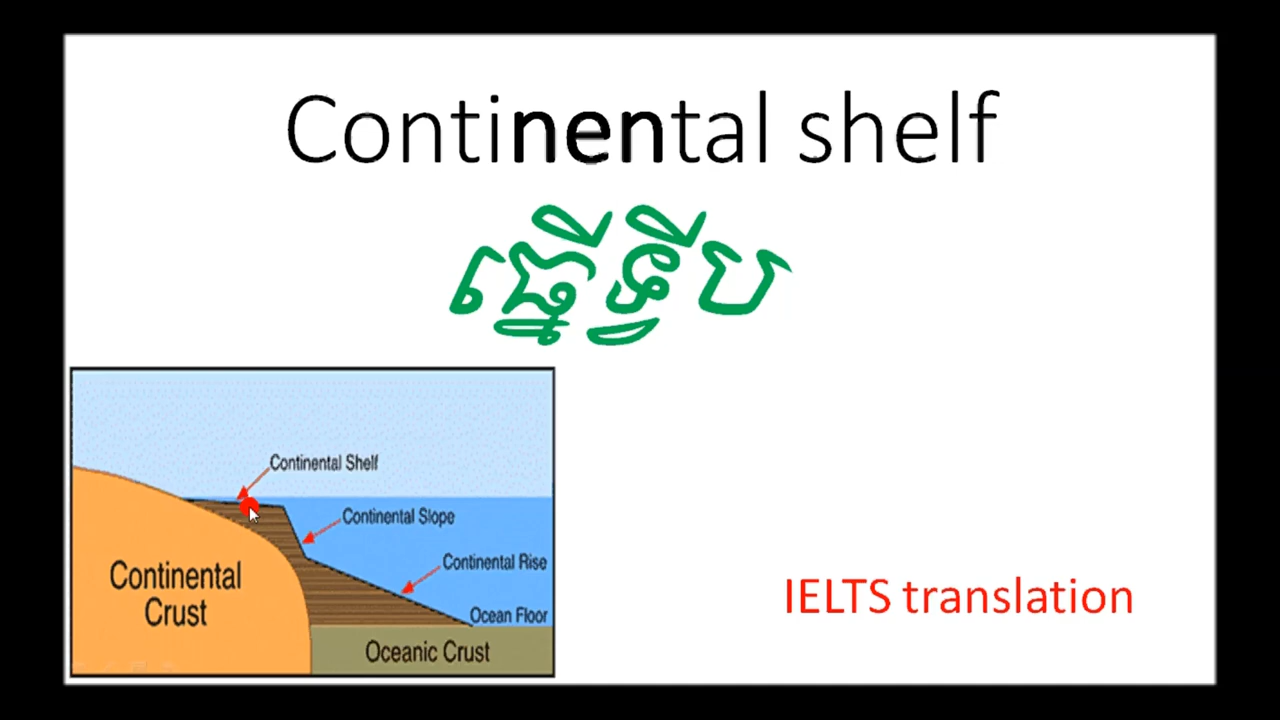 Continental shelf
ធ្នើទ្វីប
Continental Shelf
Continental Slope
Continental Rise
Continental
Crust
Ocean Floor
Oceanic Crust
IELTS translation